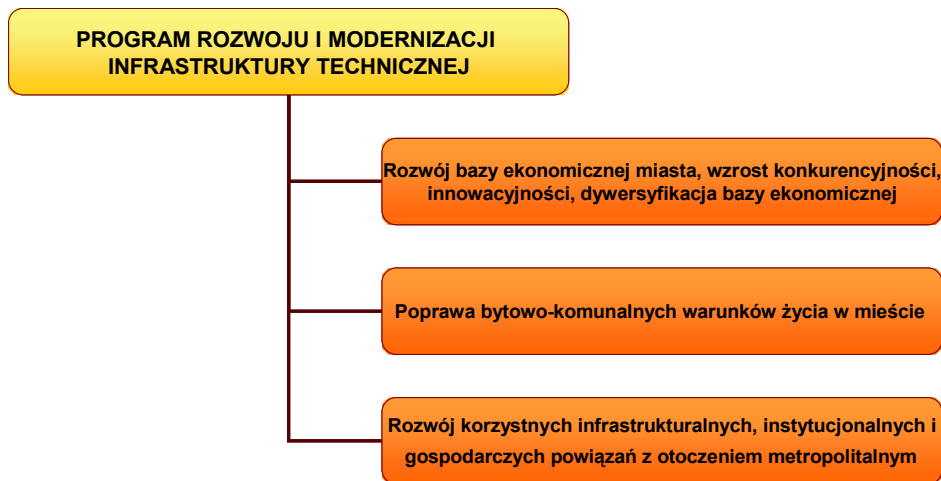 PROGRAM ROZWOJU I MODERNIZACJI
INFRASTRUKTURY TECHNICZNEJ
Rozwój bazy ekonomicznej miasta, wzrost konkurencyjności,
innowacyjności, dywersyfikacja bazy ekonomicznej
Poprawa bytowo-komunalnych warunków życia w mieście
Rozwój korzystnych infrastrukturalnych, instytucjonalnych i
gospodarczych powiązań z otoczeniem metropolitalnym